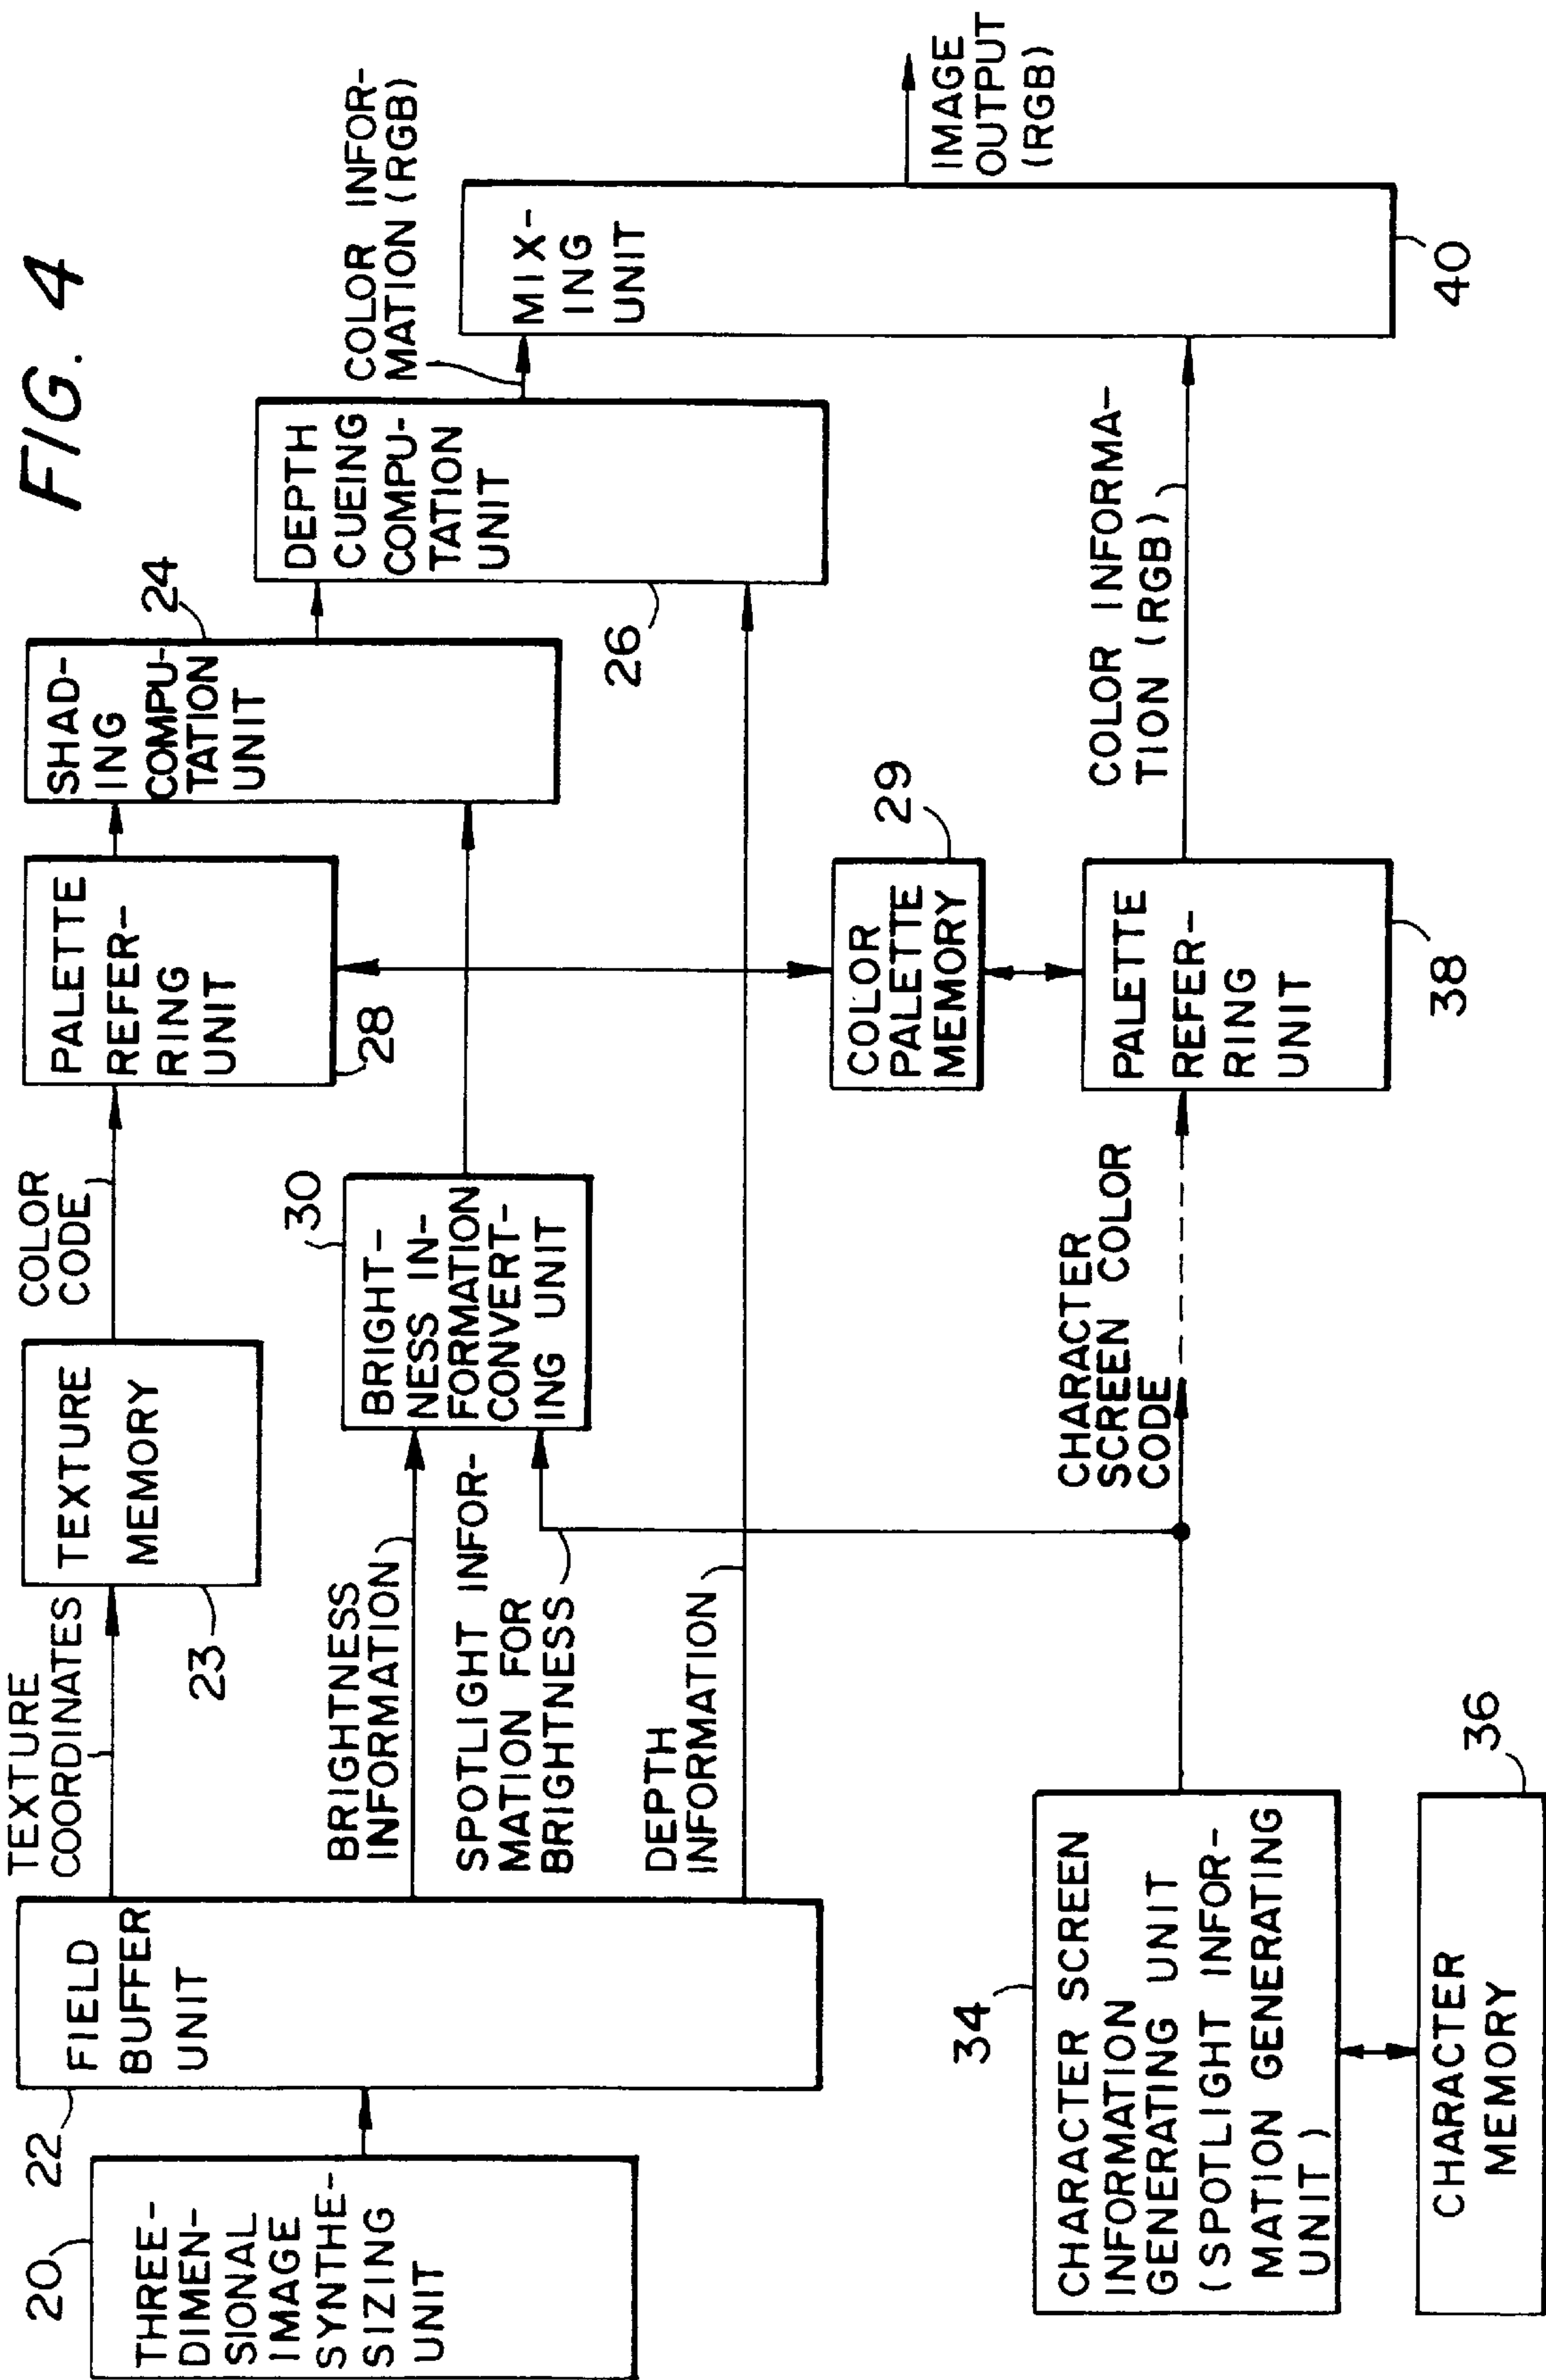 FIG. 4
20
THREE-
DIMEN-
SIONAL
IMAGE
SYNTHE-
SIZING
UNIT
22
FIELD
BUFFER
UNIT
TEXTURE
COORDINATES
TEXTURE
MEMORY
23
COLOR
CODE
PALETTE
REFER-
RING
UNIT
28
SHAD-
ING
COMPU-
TATION
UNIT
24
BRIGHTNESS
INFORMATION
SPOTLIGHT INFOR-
MATION FOR
BRIGHTNESS
30
BRIGHT-
NESS IN-
FORMATION
CONVERT-
ING UNIT
DEPTH
INFORMATION
DEPTH
CUEING
COMPU-
TATION
UNIT
26
COLOR INFOR-
MATION (RGB)
MIX-
ING
UNIT
40
IMAGE
OUTPUT
(RGB)
COLOR
PALETTE
MEMORY
29
34
CHARACTER SCREEN
INFORMATION
GENERATING UNIT
(SPOTLIGHT INFOR-
MATION GENERATING
UNIT)
CHARACTER
MEMORY
36
CHARACTER
SCREEN COLOR
CODE
PALETTE
REFER-
RING
UNIT
38
COLOR INFORMA-
TION (RGB)